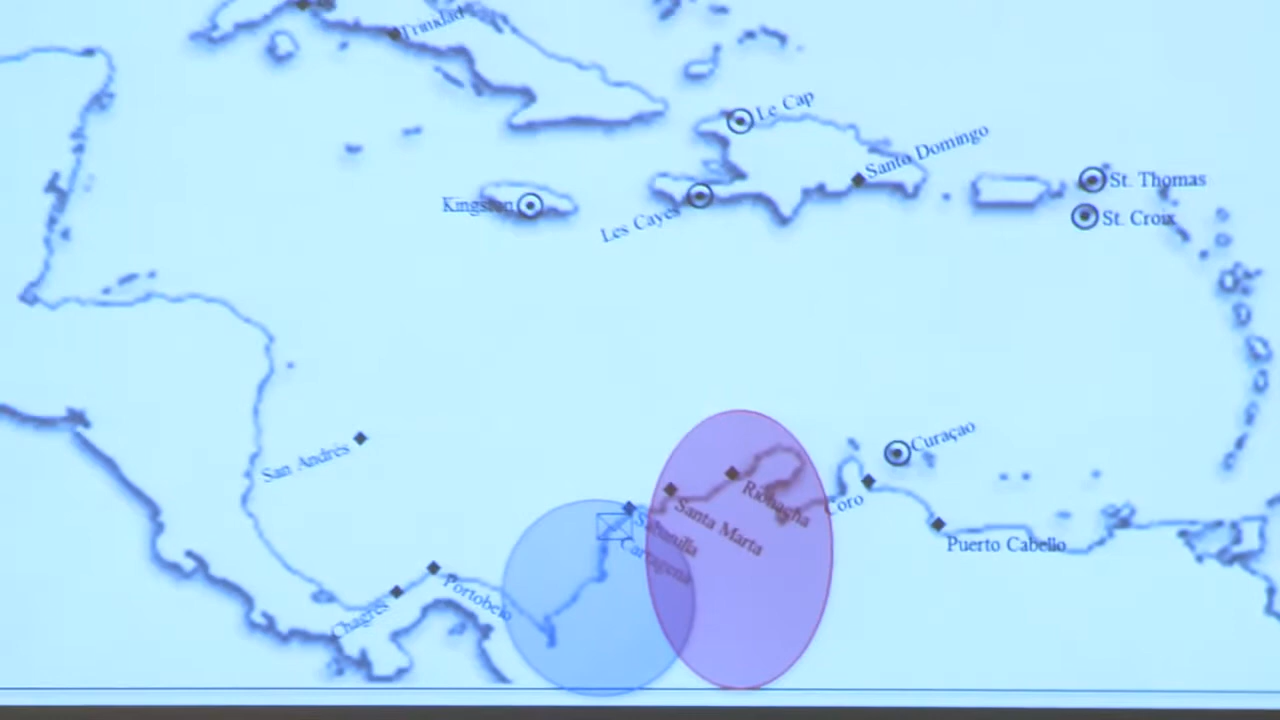 Trinidad
Le Cap
Santo Domingo
St. Thomas
Kingston
St. Croix
Les Cayes
Curaçao
San Andrés
Riohacha
Coro
Santa Marta
Sabanilla
Puerto Cabello
Cartagena
Portobelo
Chagres